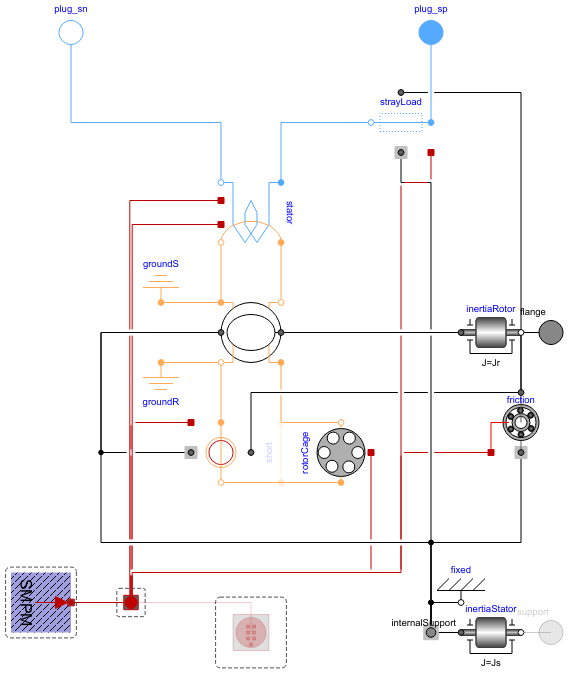 plug_sn
plug_sp
strayLoad
stator
groundS
inertiaRotor
flange
J=Jr
groundR
friction
short
rotorCage
fixed
SMPM
inertiaStator
support
internalSupport
J=Js